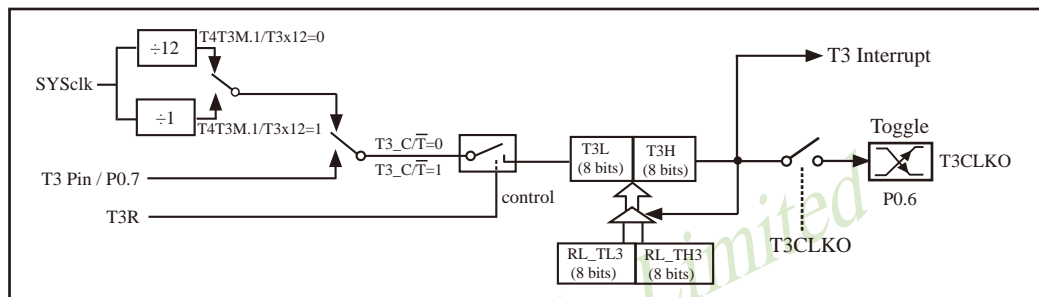 ÷12
T4T3M.1/T3x12=0
SYSclk
÷1
T4T3M.1/T3x12=1
T3 Interrupt
Toggle
T3_C/T̅=0
T3_C/T̅=1
T3L
(8 bits)
T3H
(8 bits)
T3CLKO
P0.6
T3 Pin / P0.7
control
T3R
T3CLKO
RL_TL3
(8 bits)
RL_TH3
(8 bits)
Limited